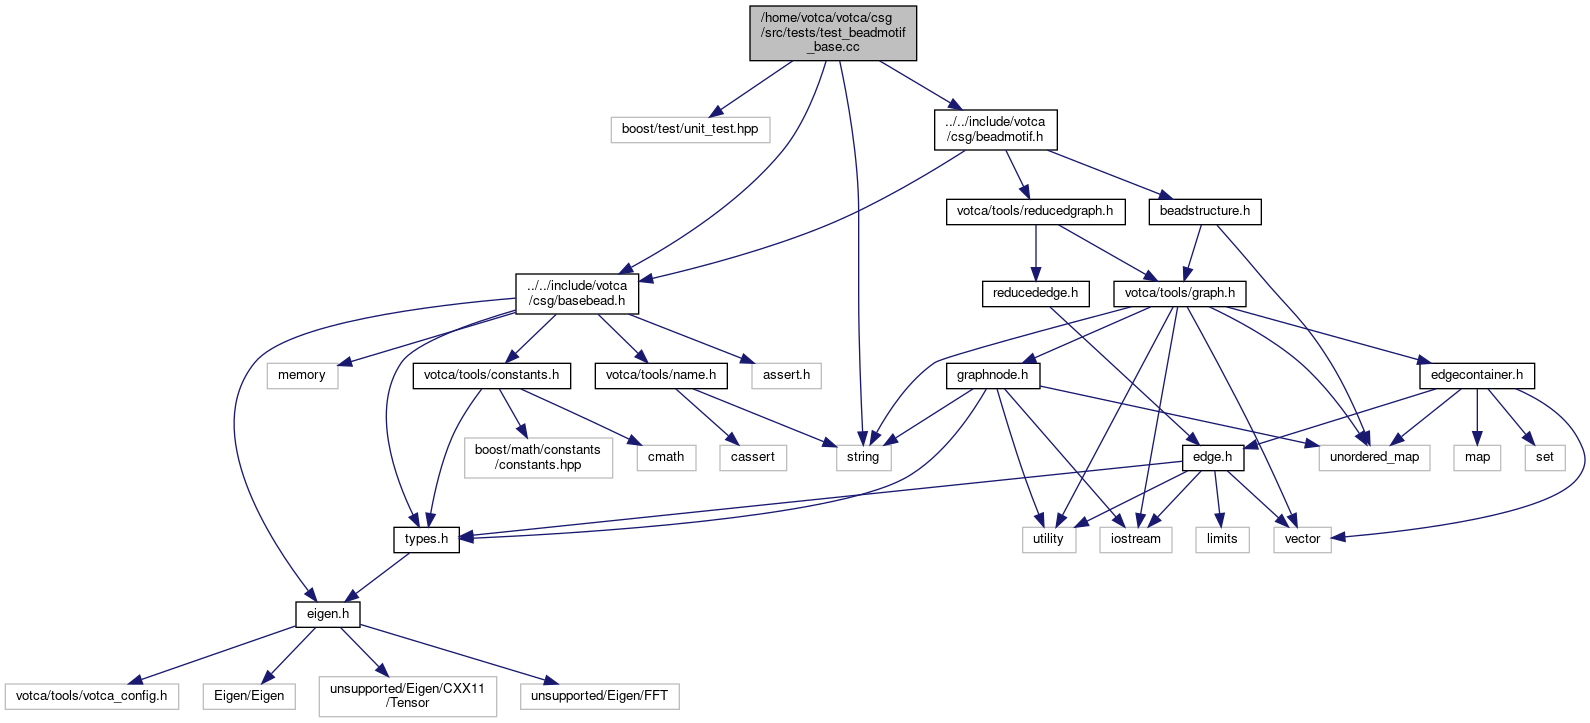 /home/votca/votca/csg
/src/tests/test_beadmotif
_base.cc
boost/test/unit_test.hpp
../../include/votca
/csg/beadmotif.h
votca/tools/reducedgraph.h
beadstructure.h
../../include/votca
/csg/basebead.h
reducededge.h
votca/tools/graph.h
memory
votca/tools/constants.h
votca/tools/name.h
assert.h
graphnode.h
edgecontainer.h
boost/math/constants
/constants.hpp
cmath
cassert
string
edge.h
unordered_map
map
set
types.h
utility
iostream
limits
vector
eigen.h
votca/tools/votca_config.h
Eigen/Eigen
unsupported/Eigen/CXX11
/Tensor
unsupported/Eigen/FFT